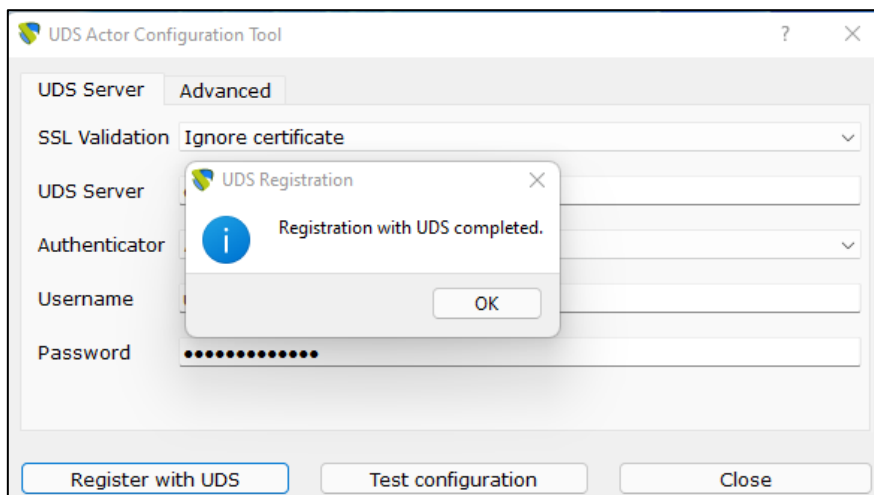 UDS Actor Configuration Tool
UDS Server Advanced
SSL Validation Ignore certificate
UDS Registration
UDS Server
Registration with UDS completed.
Authenticator
OK
Username
Password •••••••••••••
Register with UDS Test configuration Close